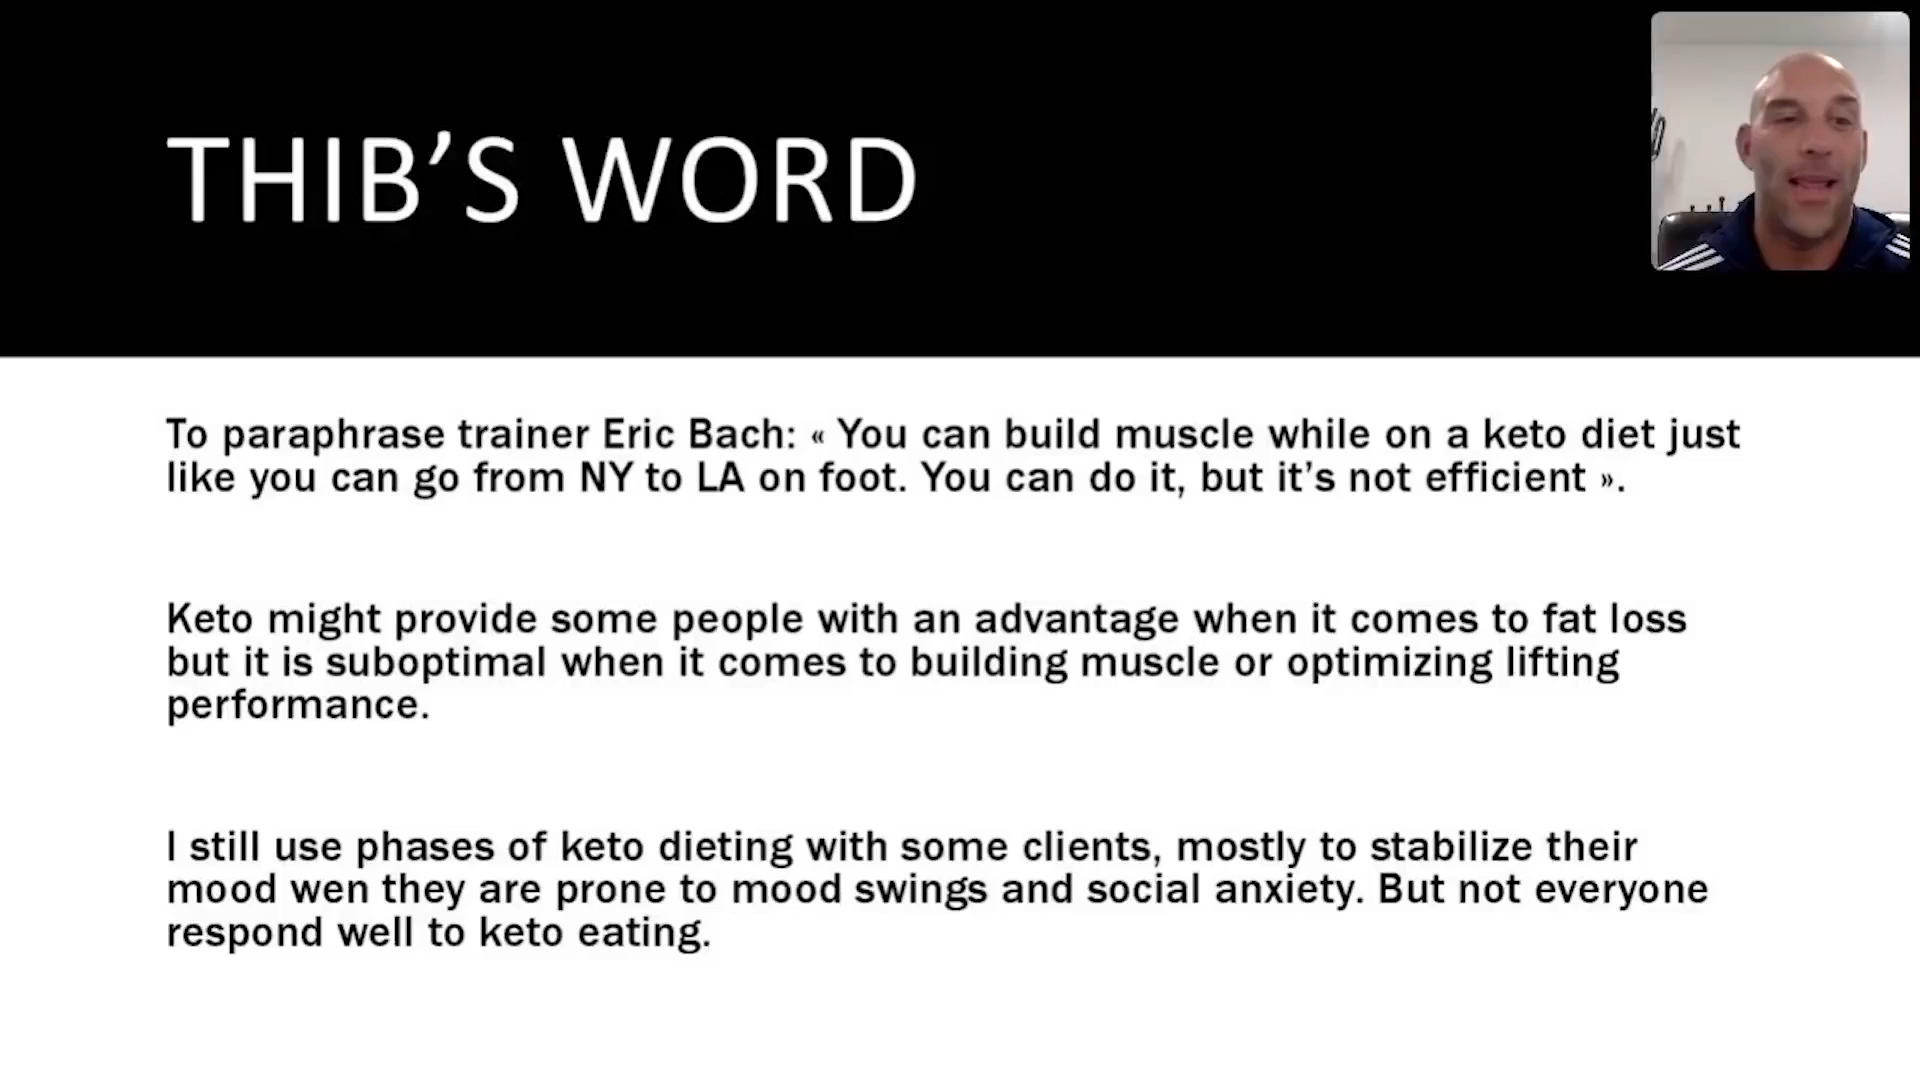 THIB’S WORD
To paraphrase trainer Eric Bach: « You can build muscle while on a keto diet just
like you can go from NY to LA on foot. You can do it, but it’s not efficient ».
Keto might provide some people with an advantage when it comes to fat loss
but it is suboptimal when it comes to building muscle or optimizing lifting
performance.
I still use phases of keto dieting with some clients, mostly to stabilize their
mood wen they are prone to mood swings and social anxiety. But not everyone
respond well to keto eating.